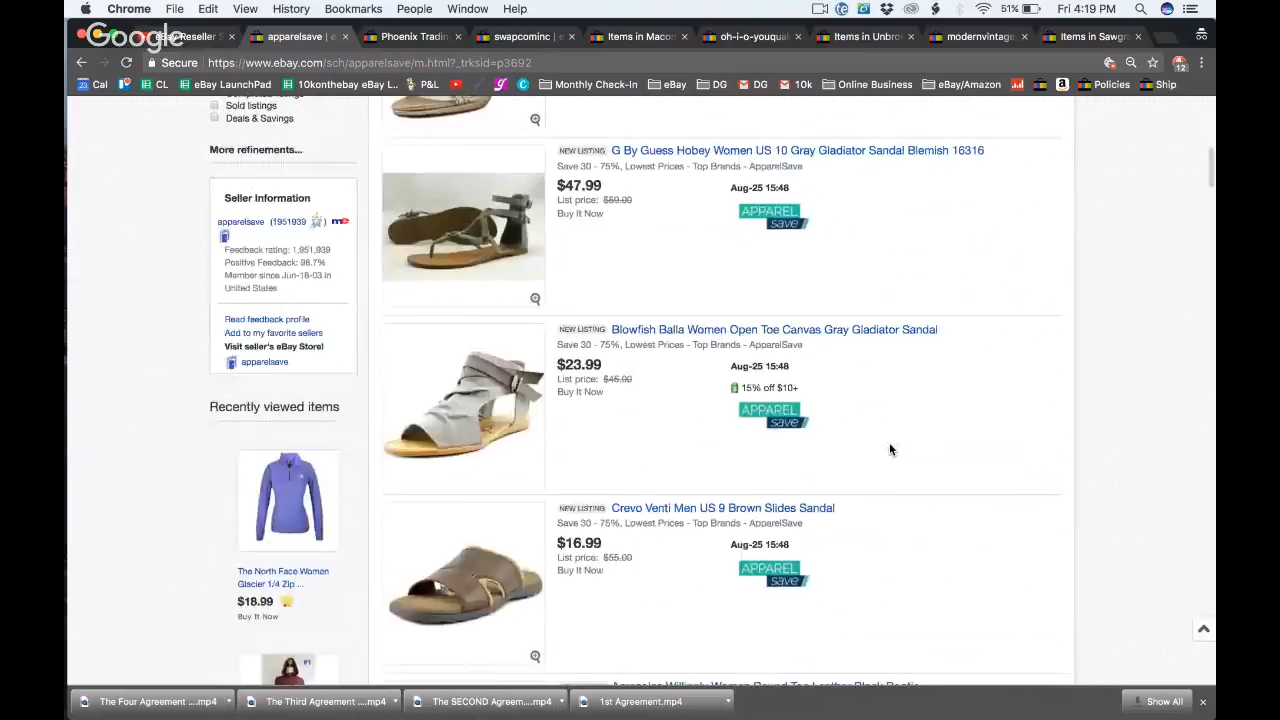 Chrome File Edit View History Bookmarks People Window Help 51% Fri 4:19 PM
Google
eBay Reseller S apparelsave | e Phoenix Tradin swapcominc | e Items in Macom oh-i-o-youquali Items in Unbrok modernvintage Items in Sawgra
Secure https://www.ebay.com/sch/apparelsave/m.html?_trksid=p3692 12
Cal CL eBay LaunchPad 10konthebay eBay L... P&L Monthly Check-In eBay DG DG 10k Online Business eBay/Amazon Policies Ship
Sold listings
Deals & Savings
More refinements...
Seller Information
apparelsave (1951939 ) me
Feedback rating: 1,951,939
Positive Feedback: 98.7%
Member since Jun-18-03 in
United States
Read feedback profile
Add to my favorite sellers
Visit seller's eBay Store!
apparelsave
Recently viewed items
The North Face Women
Glacier 1/4 Zip ...
$18.99
Buy It Now
NEW LISTING G By Guess Hobey Women US 10 Gray Gladiator Sandal Blemish 16316
Save 30 - 75%, Lowest Prices - Top Brands - ApparelSave
$47.99 Aug-25 15:48
List price: $69.00
Buy It Now
APPAREL
save
NEW LISTING Blowfish Balla Women Open Toe Canvas Gray Gladiator Sandal
Save 30 - 75%, Lowest Prices - Top Brands - ApparelSave
$23.99 Aug-25 15:48
List price: $45.00
15% off $10+
Buy It Now
APPAREL
save
NEW LISTING Crevo Venti Men US 9 Brown Slides Sandal
Save 30 - 75%, Lowest Prices - Top Brands - ApparelSave
$16.99 Aug-25 15:48
List price: $55.00
Buy It Now
APPAREL
save
The Four Agreement ....mp4 The Third Agreement ....mp4 The SECOND Agreem....mp4 1st Agreement.mp4 Show All